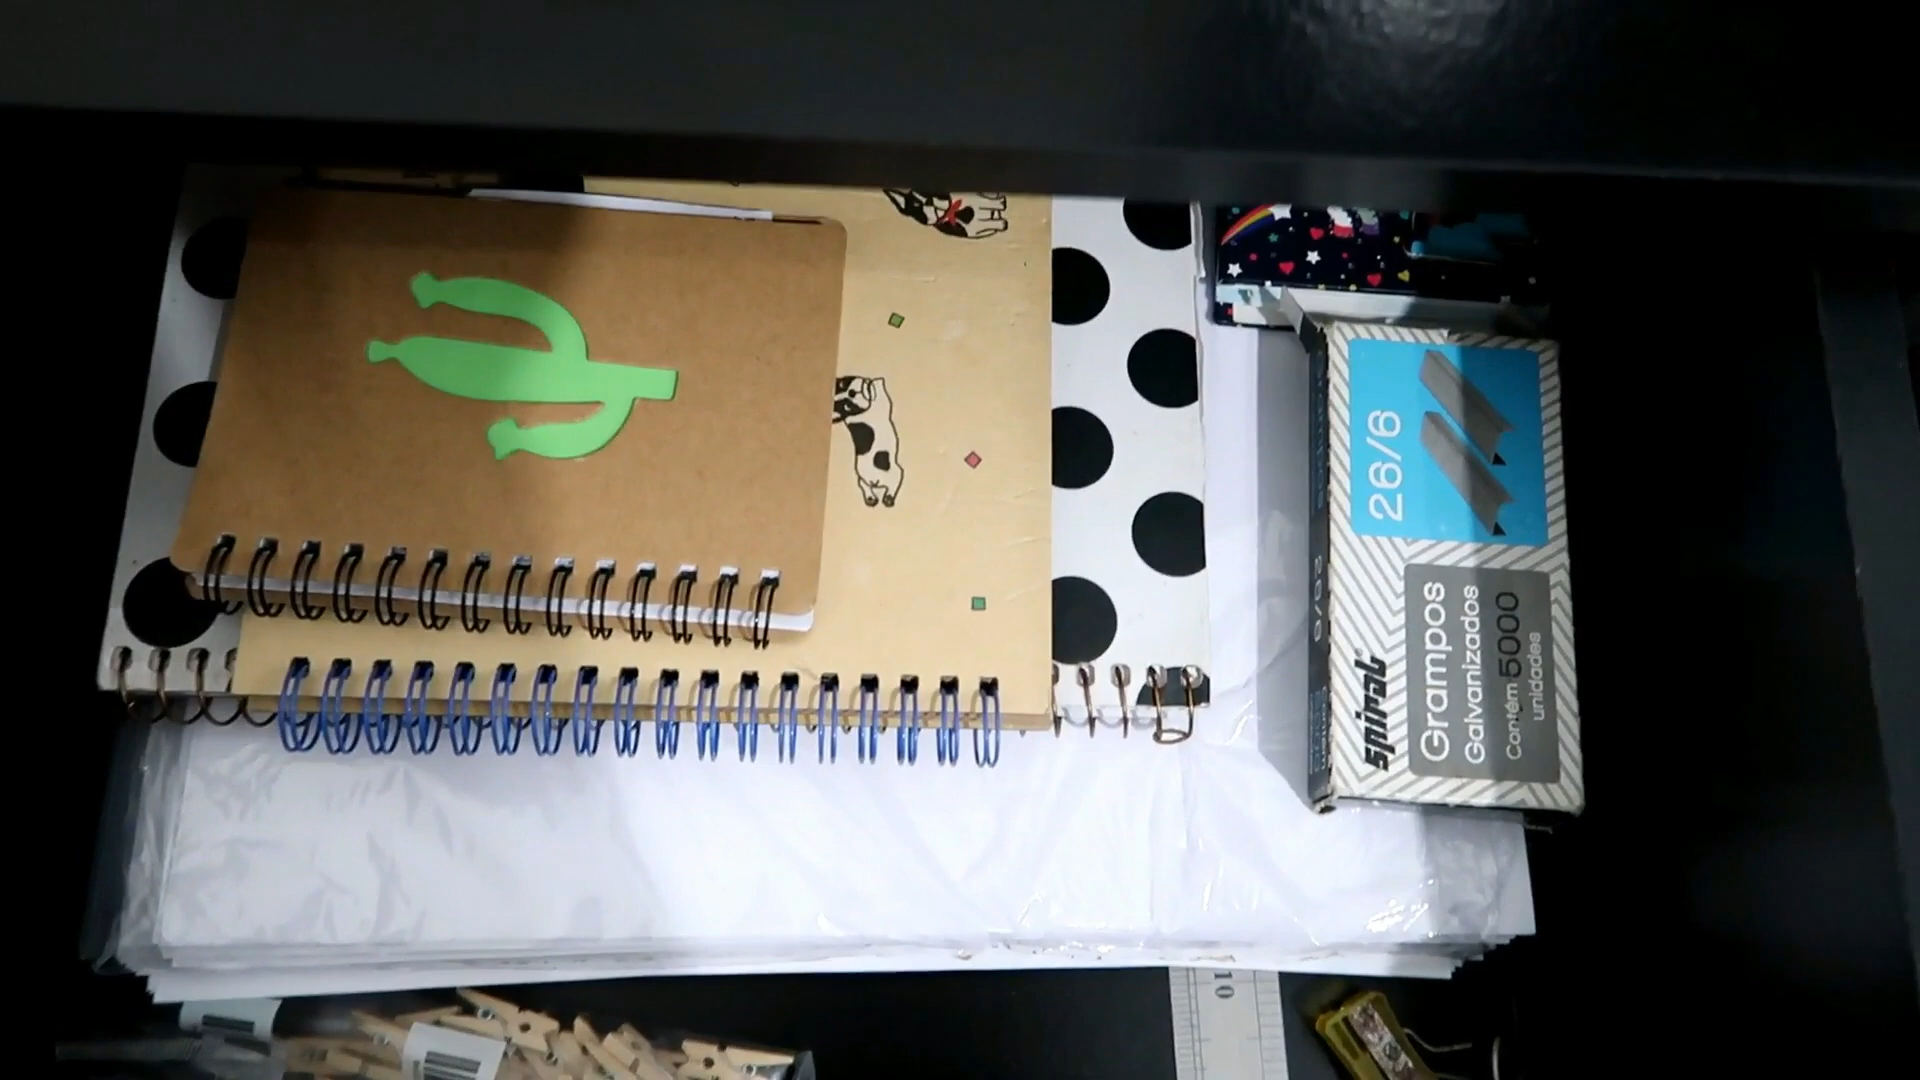 26/6
Spiral®
Grampos
Galvanizados
Contém 5000
unidades
26/6
10